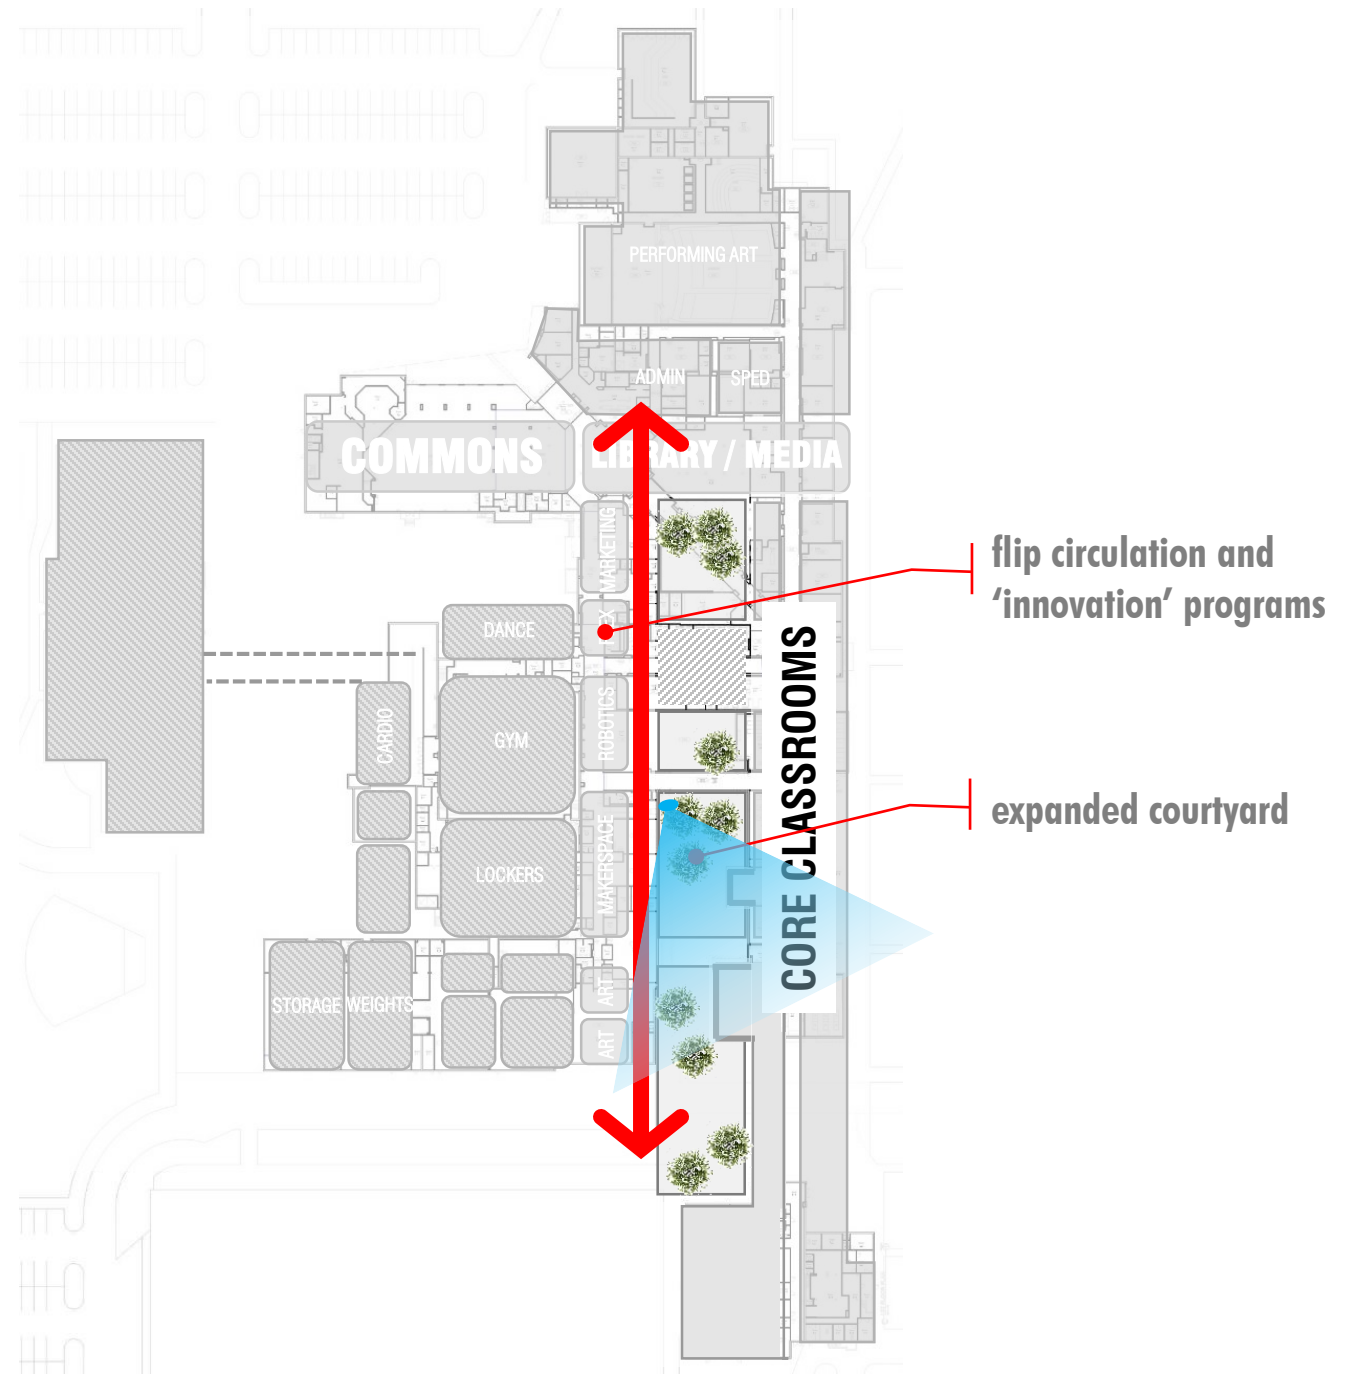 PERFORMING ART
ADMIN
SPED
COMMONS
LIBRARY / MEDIA
MARKETING
flip circulation and
‘innovation’ programs
DANCE
CARDIO
GYM
ROBOTICS
CORE CLASSROOMS
expanded courtyard
LOCKERS
MAKERSPACE
STORAGE
WEIGHTS
ART
ART